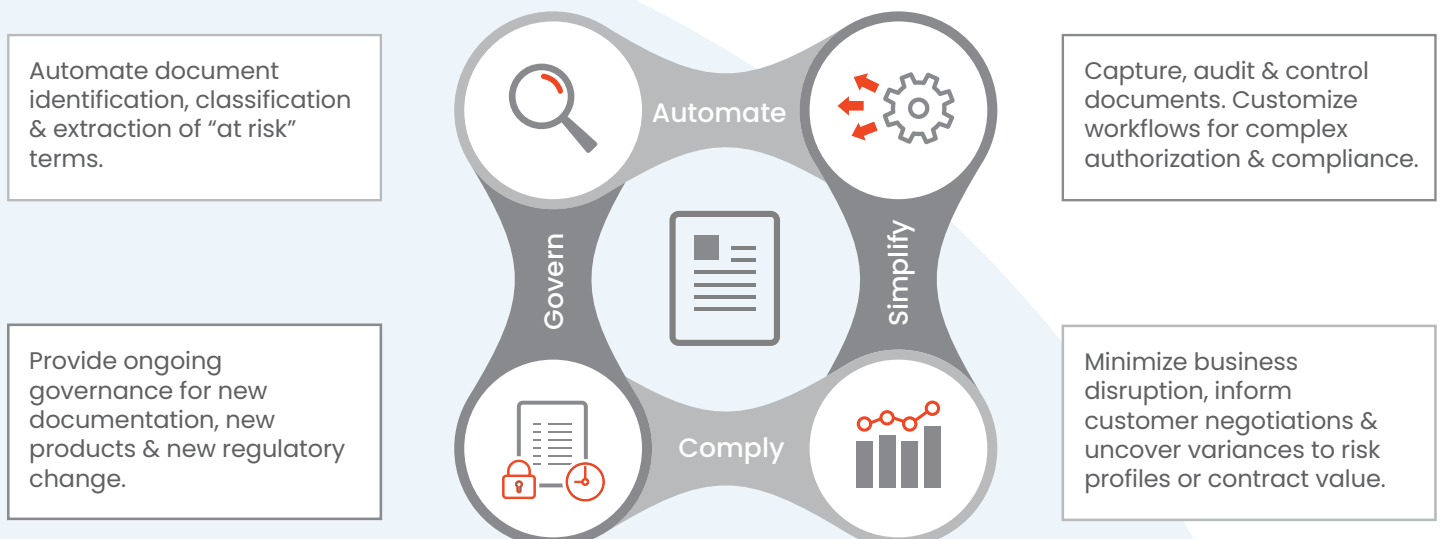 Automate document
identification, classification
& extraction of “at risk”
terms.
Automate
Capture, audit & control
documents. Customize
workflows for complex
authorization & compliance.
Govern
Simplify
Provide ongoing
governance for new
documentation, new
products & new regulatory
change.
Comply
Minimize business
disruption, inform
customer negotiations &
uncover variances to risk
profiles or contract value.